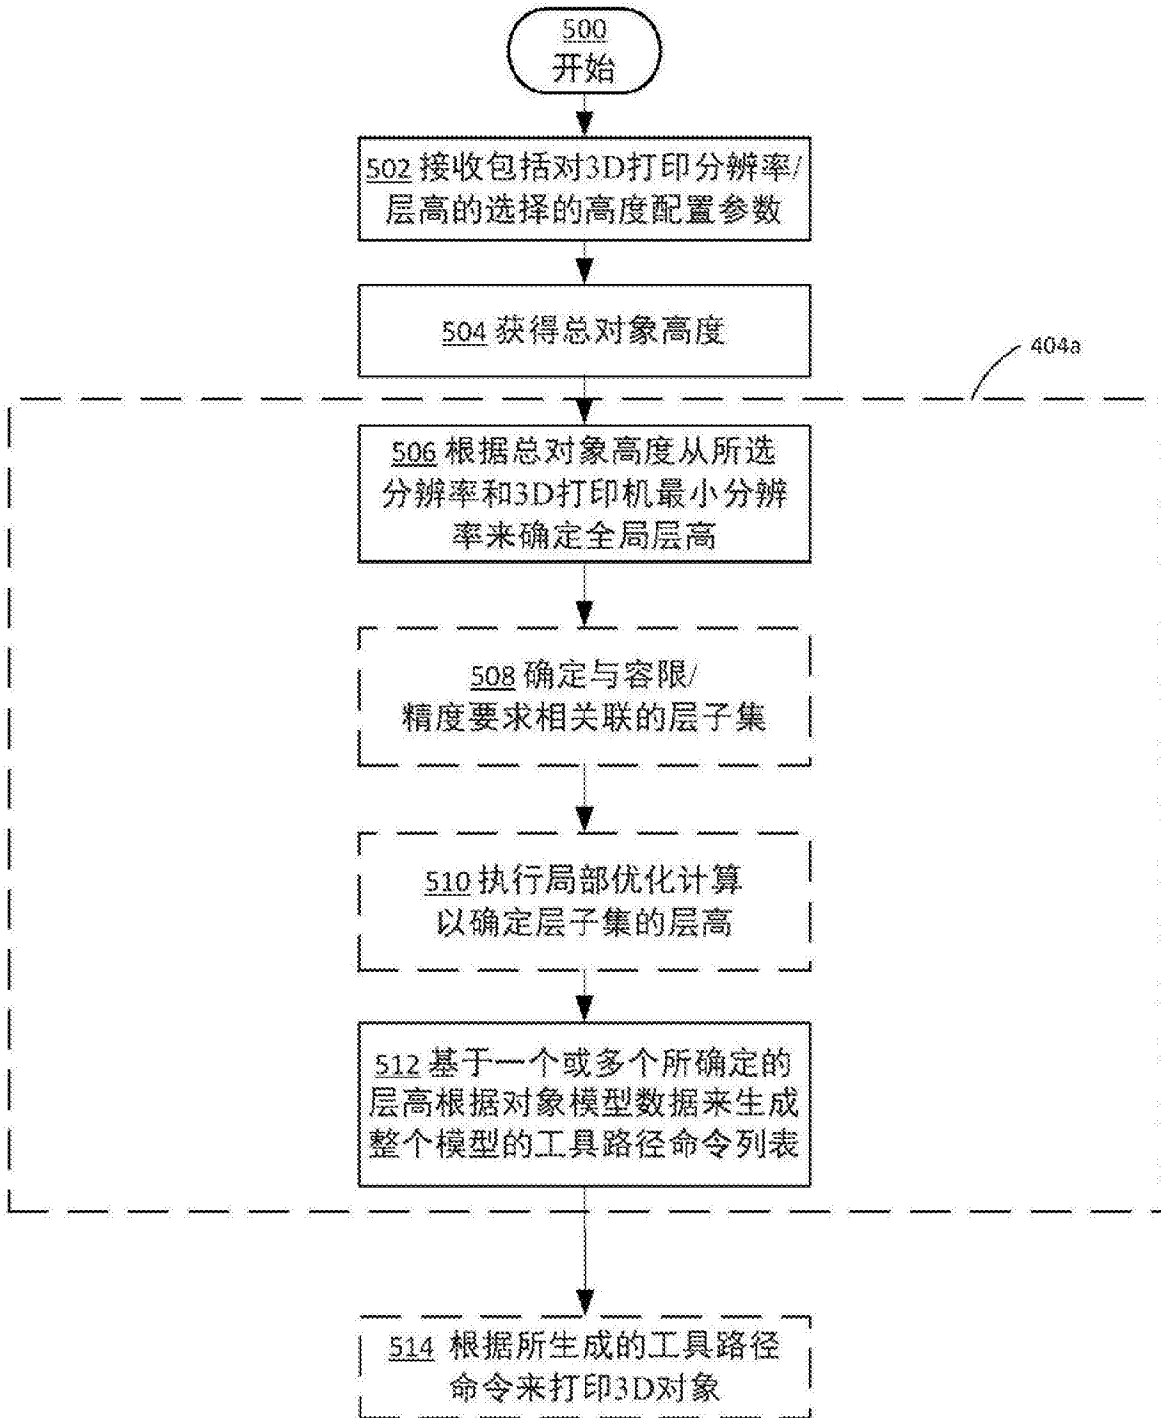 500
开始
502 接收包括对3D打印分辨率/
层高的选择的高度配置参数
504 获得总对象高度
404a
506 根据总对象高度从所选
分辨率和3D打印机最小分辨
率来确定全局层高
508 确定与容限/
精度要求相关联的层子集
510 执行局部优化计算
以确定层子集的层高
512 基于一个或多个所确定的
层高根据对象模型数据来生成
整个模型的工具路径命令列表
514 根据所生成的工具路径
命令来打印3D对象